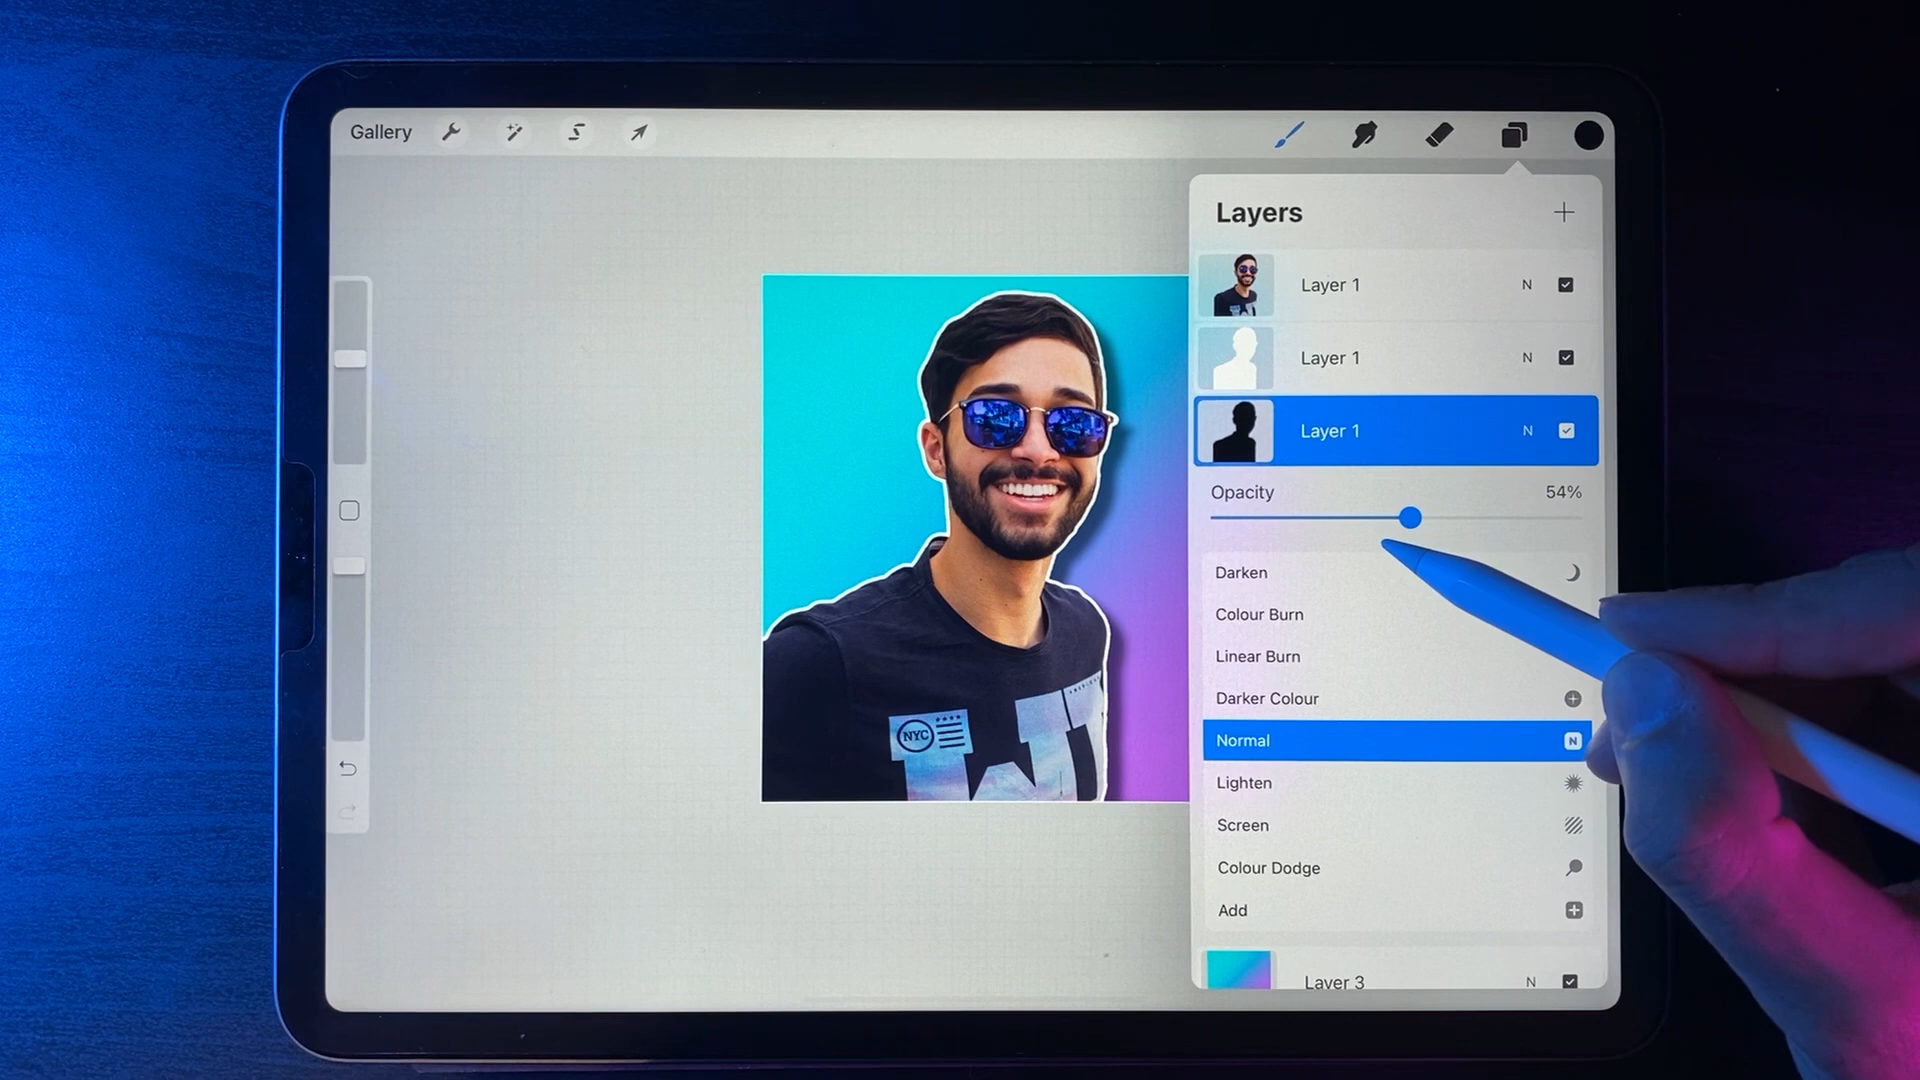 Gallery
Layers
Layer 1 N
Layer 1 N
Layer 1 N
Opacity 54%
Darken
Colour Burn
Linear Burn
Darker Colour
Normal N
Lighten
Screen
Colour Dodge
Add
Layer 3 N
NYC